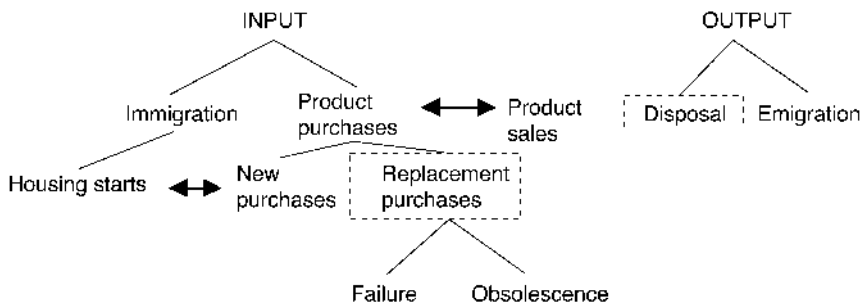 INPUT
OUTPUT
Immigration
Product
purchases
Product
sales
Disposal
Emigration
Housing starts
New
purchases
Replacement
purchases
Failure
Obsolescence